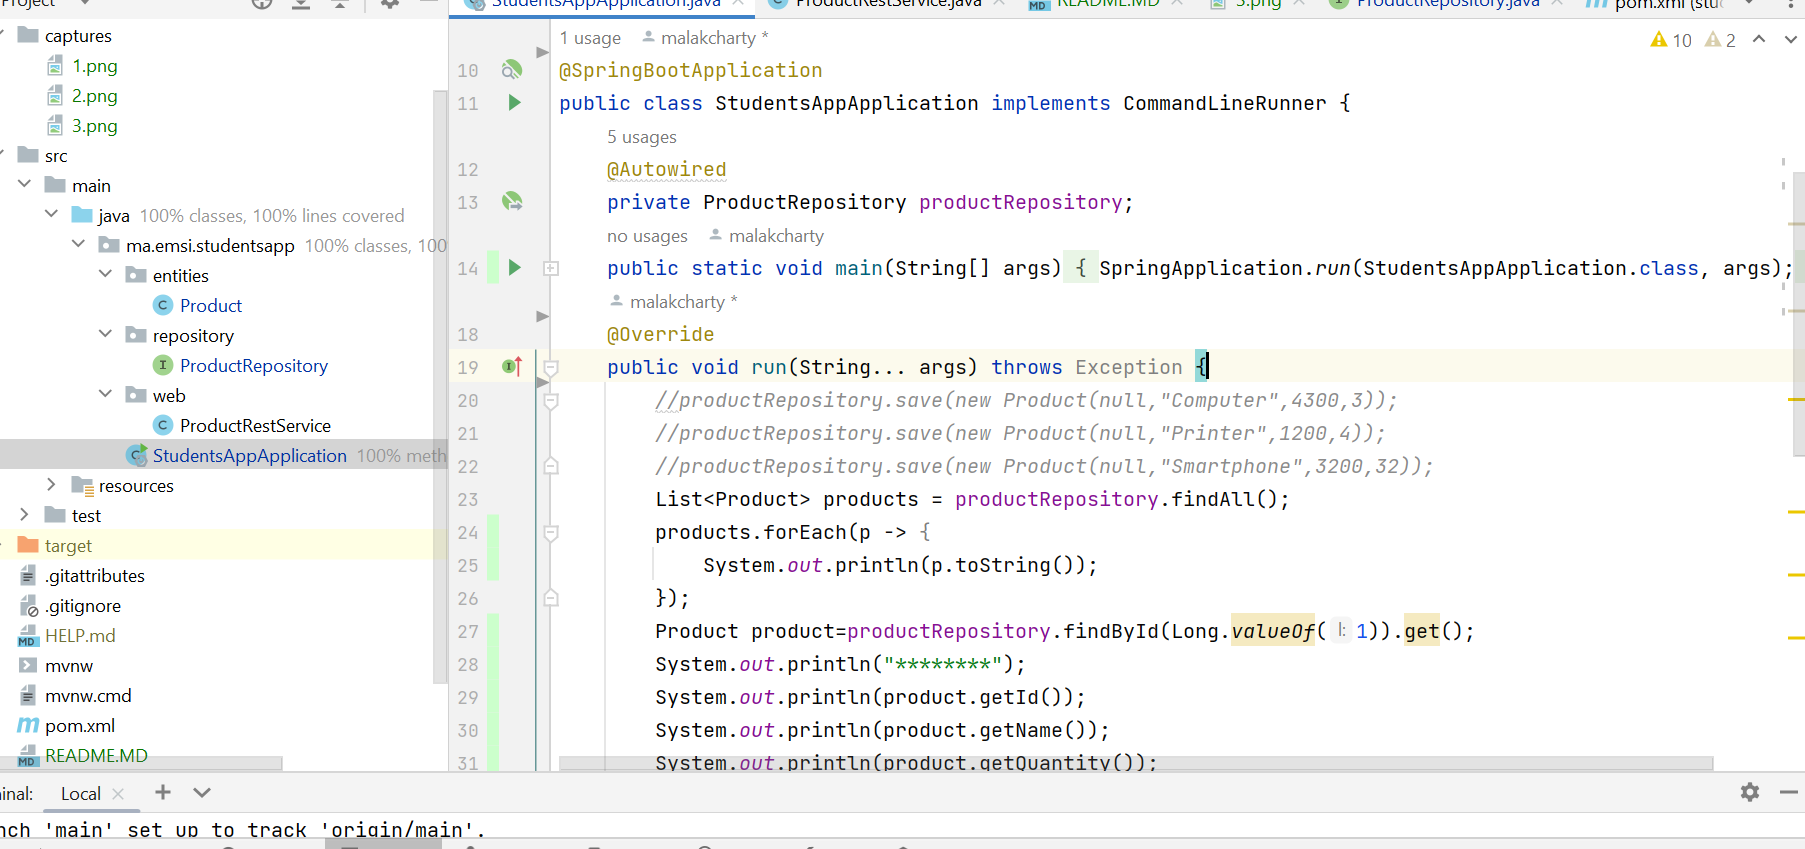 Project
captures
1.png
2.png
3.png
src
main
java 100% classes, 100% lines covered
ma.emsi.studentsapp 100% classes, 100
entities
Product
repository
ProductRepository
web
ProductRestService
StudentsAppApplication 100% meth
resources
test
target
.gitattributes
.gitignore
HELP.md
mvnw
mvnw.cmd
pom.xml
README.MD
StudentsAppApplication.java
ProductRestService.java
README.MD
3.png
ProductRepository.java
pom.xml (stu
1 usage malakcharty *
10 2
10 @SpringBootApplication
11 public class StudentsAppApplication implements CommandLineRunner {
5 usages
12 @Autowired
13 private ProductRepository productRepository;
no usages malakcharty
14 public static void main(String[] args) { SpringApplication.run(StudentsAppApplication.class, args);
malakcharty *
18 @Override
19 public void run(String... args) throws Exception {
20 //productRepository.save(new Product(null,"Computer",4300,3));
21 //productRepository.save(new Product(null,"Printer",1200,4));
22 //productRepository.save(new Product(null,"Smartphone",3200,32));
23 List<Product> products = productRepository.findAll();
24 products.forEach(p -> {
25 System.out.println(p.toString());
26 });
27 Product product=productRepository.findById(Long.valueOf( l: 1)).get();
28 System.out.println("********");
29 System.out.println(product.getId());
30 System.out.println(product.getName());
31 System.out.println(product.getQuantity());
inal: Local
nch 'main' set up to track 'origin/main'.